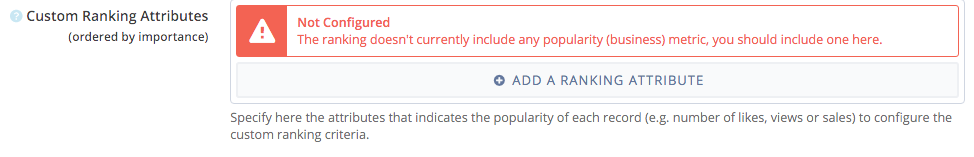 Custom Ranking Attributes
(ordered by importance)
Not Configured
The ranking doesn't currently include any popularity (business) metric, you should include one here.
ADD A RANKING ATTRIBUTE
Specify here the attributes that indicates the popularity of each record (e.g. number of likes, views or sales) to configure the
custom ranking criteria.